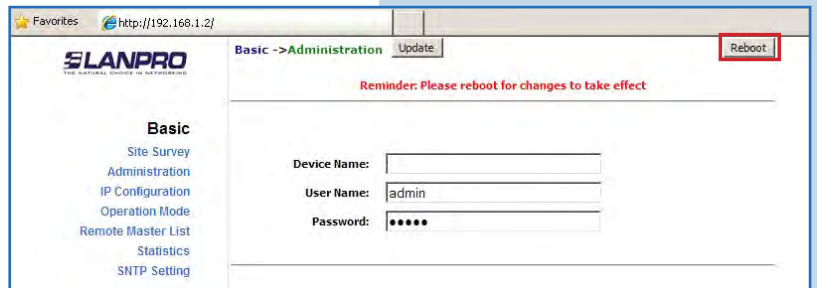 Favorites http://192.168.1.2/
LANPRO
THE NATURAL CHOICE IN NETWORKING
Basic ->Administration Update Reboot
Reminder: Please reboot for changes to take effect
Basic
Site Survey
Administration
IP Configuration
Operation Mode
Remote Master List
Statistics
SNTP Setting
Device Name:
User Name: admin
Password: ●●●●●